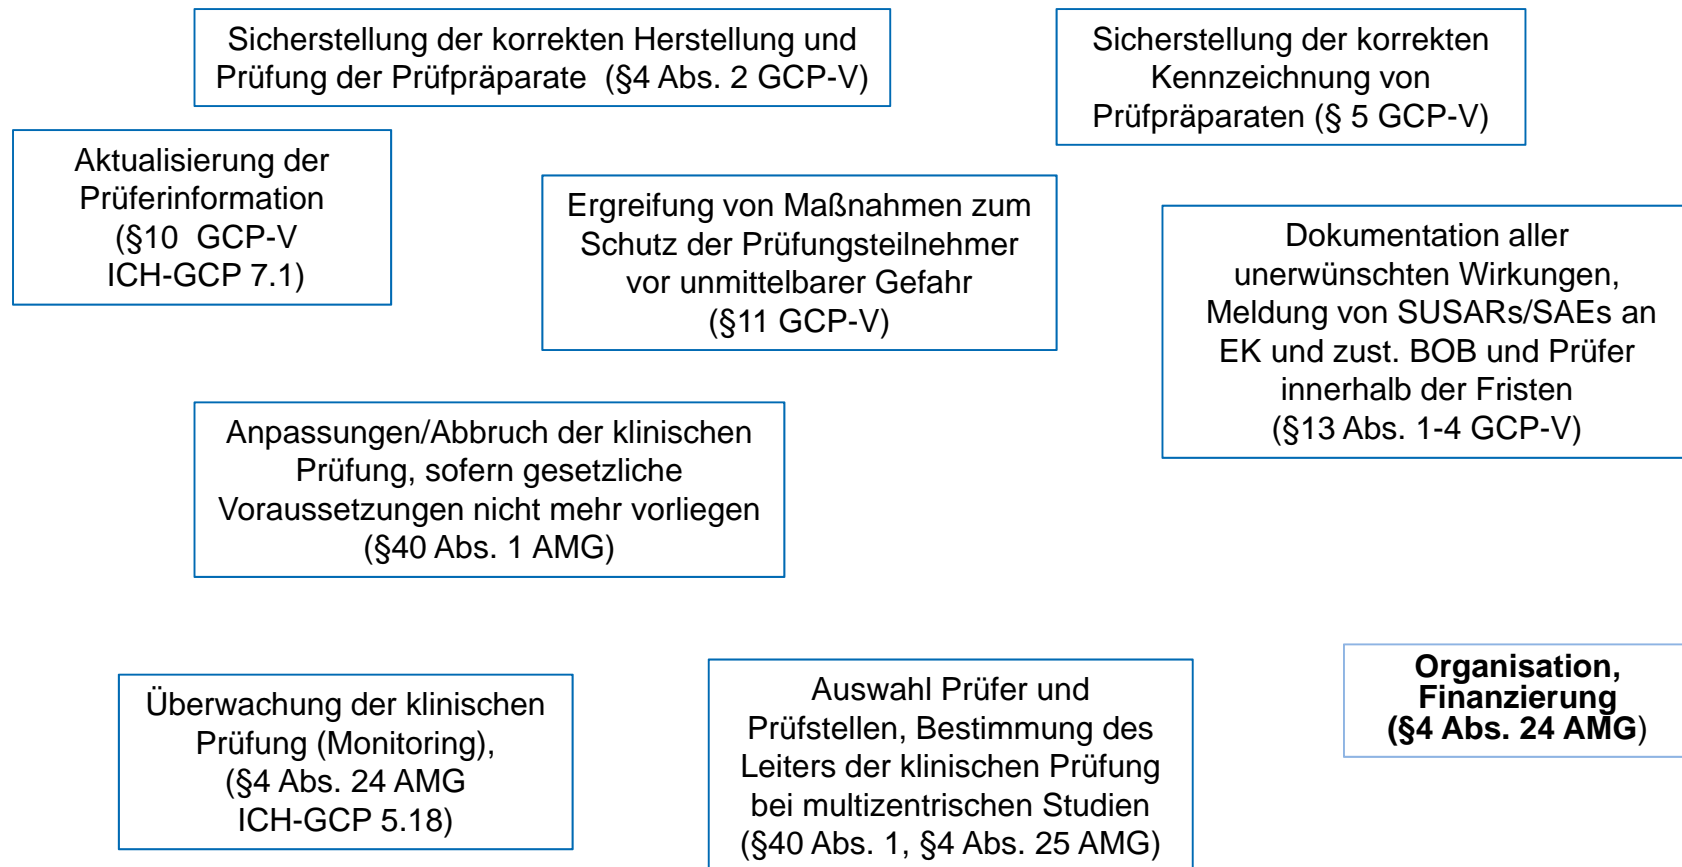 Sicherstellung der korrekten Herstellung und
Prüfung der Prüfpräparate (§4 Abs. 2 GCP-V)
Sicherstellung der korrekten
Kennzeichnung von
Prüfpräparaten (§ 5 GCP-V)
Aktualisierung der
Prüferinformation
(§10 GCP-V
ICH-GCP 7.1)
Ergreifung von Maßnahmen zum
Schutz der Prüfungsteilnehmer
vor unmittelbarer Gefahr
(§11 GCP-V)
Dokumentation aller
unerwünschten Wirkungen,
Meldung von SUSARs/SAEs an
EK und zust. BOB und Prüfer
innerhalb der Fristen
(§13 Abs. 1-4 GCP-V)
Anpassungen/Abbruch der klinischen
Prüfung, sofern gesetzliche
Voraussetzungen nicht mehr vorliegen
(§40 Abs. 1 AMG)
Überwachung der klinischen
Prüfung (Monitoring),
(§4 Abs. 24 AMG
ICH-GCP 5.18)
Auswahl Prüfer und
Prüfstellen, Bestimmung des
Leiters der klinischen Prüfung
bei multizentrischen Studien
(§40 Abs. 1, §4 Abs. 25 AMG)
Organisation,
Finanzierung
(§4 Abs. 24 AMG)